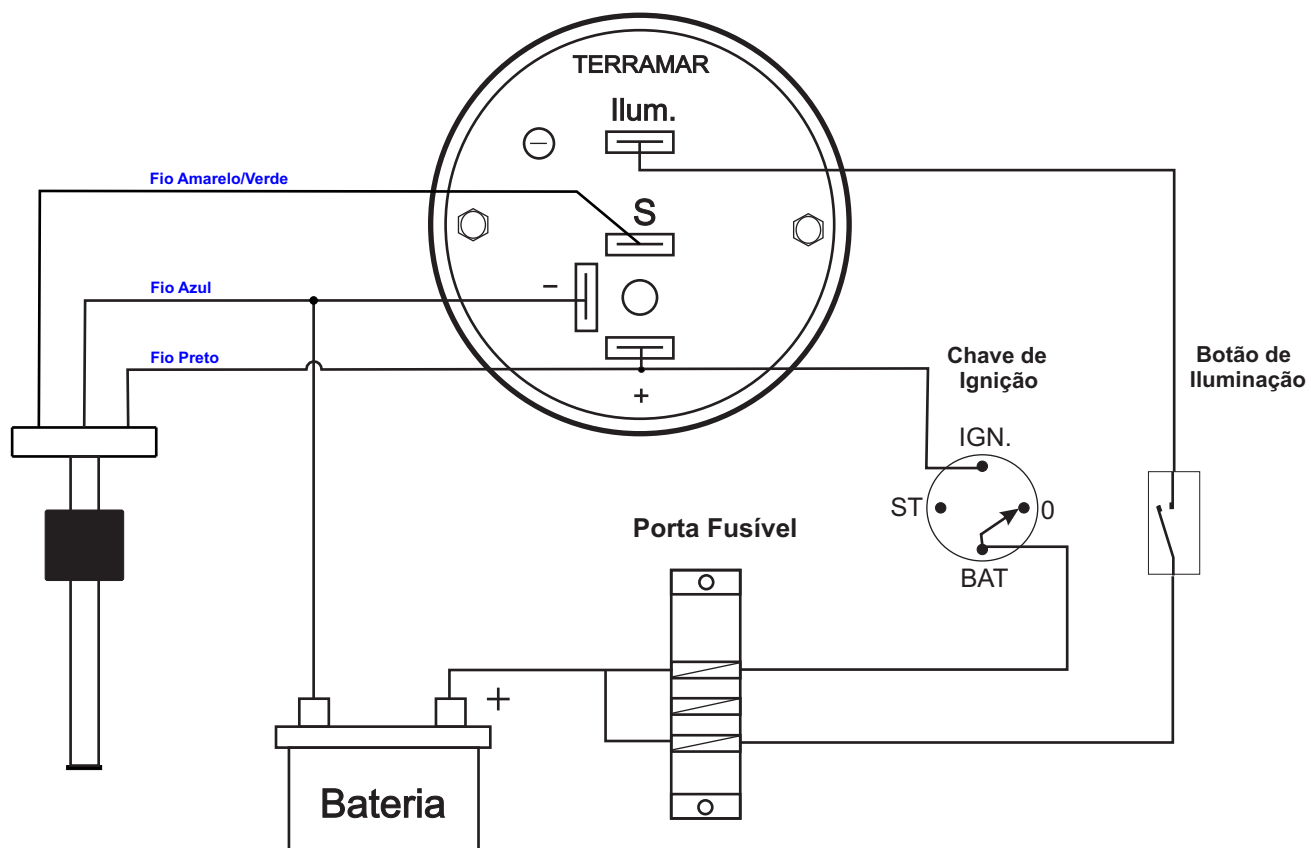 TERRAMAR
Ilum.
Fio Amarelo/Verde
S
Fio Azul
-
Fio Preto
+
Chave de
Ignição
Botão de
Iluminação
IGN.
ST
0
BAT
Porta Fusível
+
Bateria